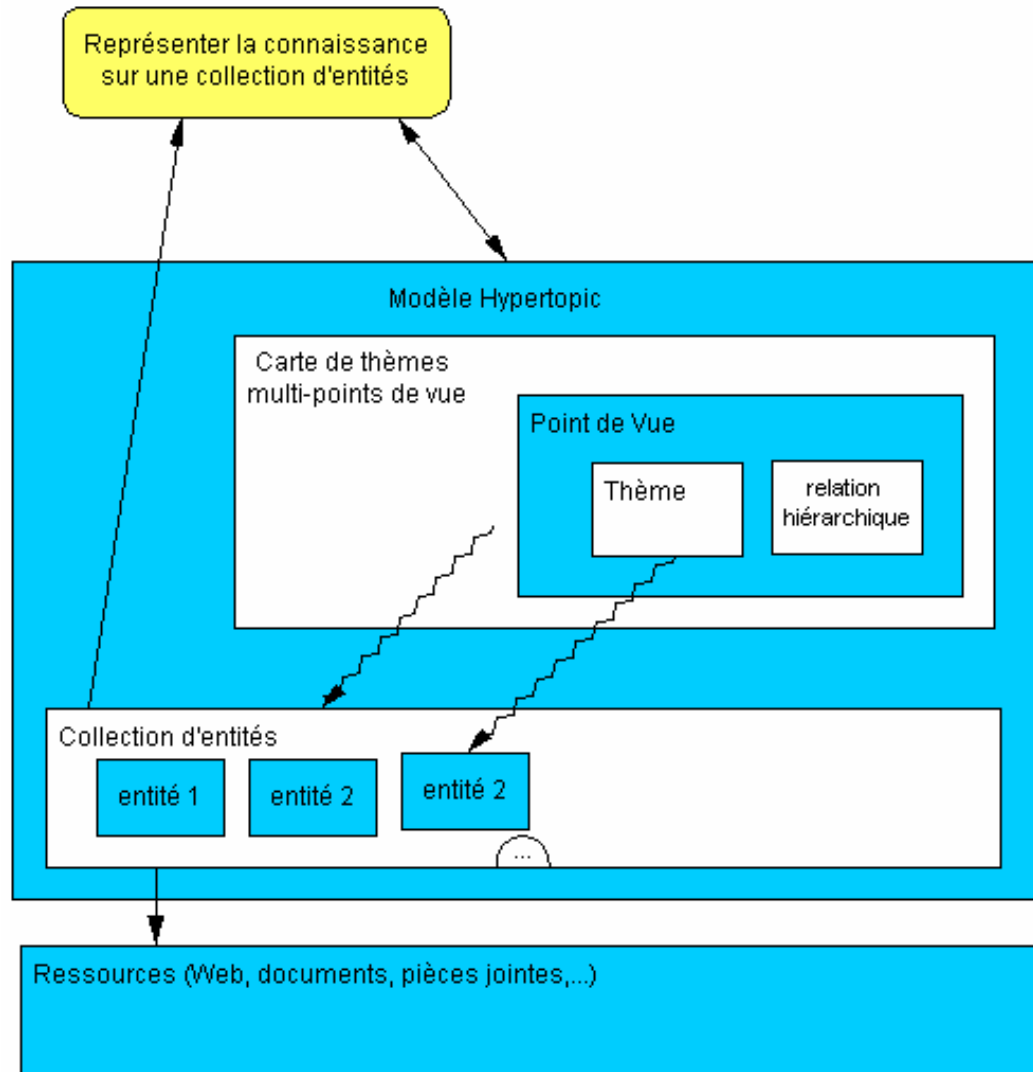 Représenter la connaissance
sur une collection d'entités
Modèle Hypertopic
Carte de thèmes
multi-points de vue
Point de Vue
Thème
relation
hiérarchique
Collection d'entités
entité 1
entité 2
entité 2
...
Ressources (Web, documents, pièces jointes,...)